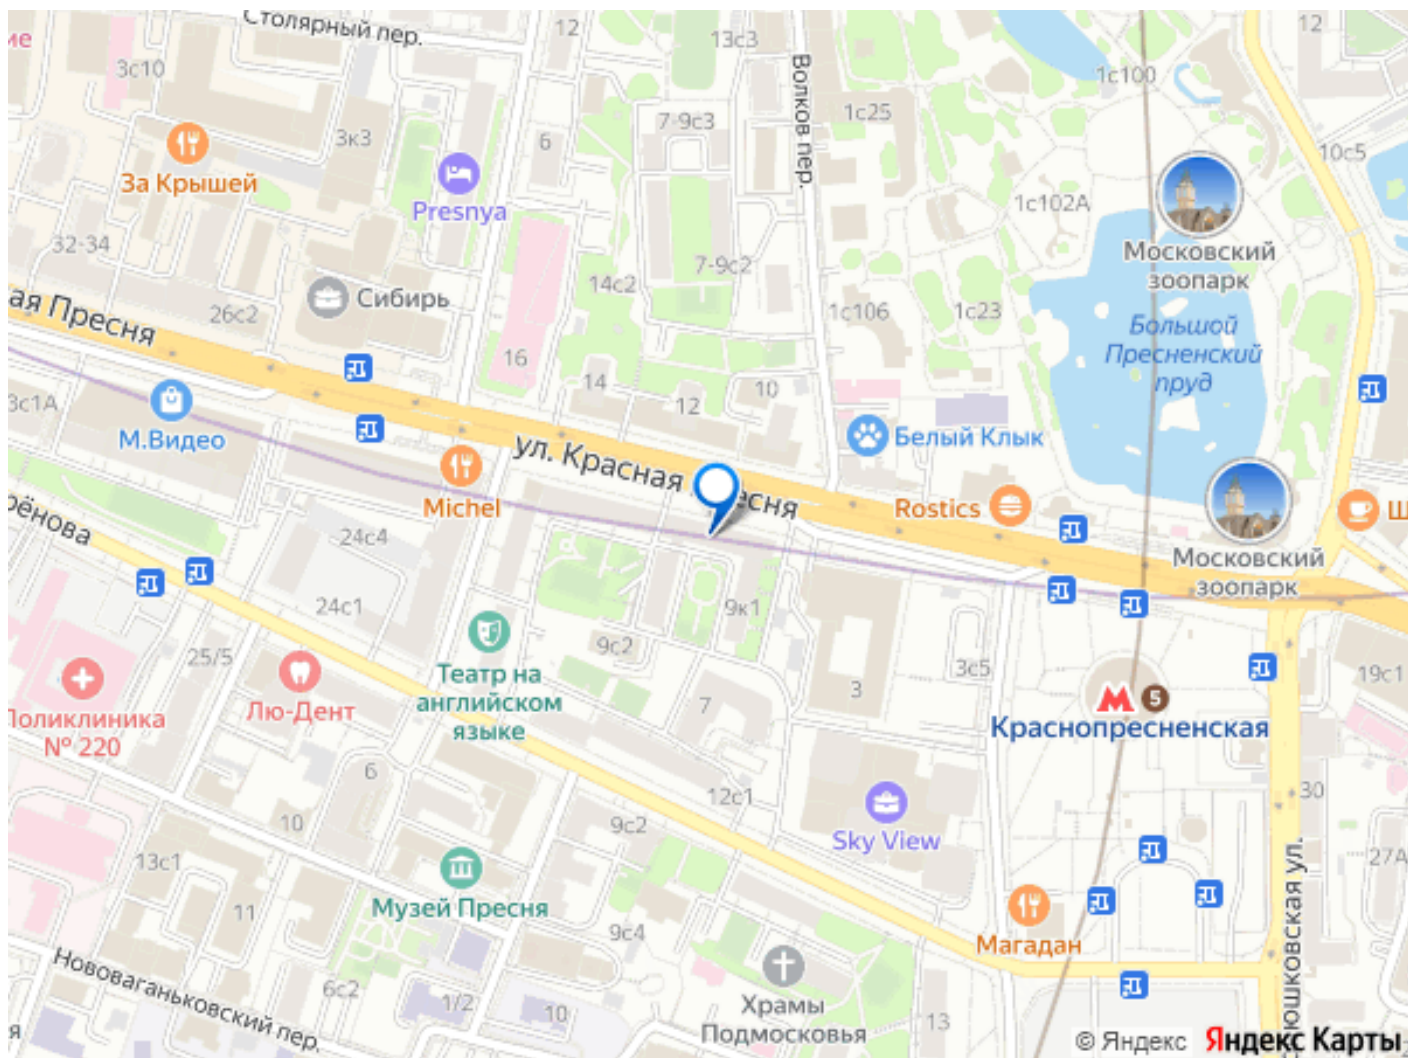 Столярный пер.
12
13с3
12
ие
3с10
1с100
Волков пер.
1с25
7-9с3
3к3
6
10с5
За Крышей
Presnya
1с102А
32-34
Московский
зоопарк
7-9с2
14с2
Сибирь
ая Пресня
26с2
1с106
1с23
Большой
Пресненский
пруд
16
14
10
12
3с1А
М.Видео
Белый Клык
ул. Красная Пресня
Michel
Rostics
Ш
рёнова
24с4
Московский
зоопарк
24с1
9к1
9с2
25/5
Театр на
английском
языке
3с5
19с1
3
Лю-Дент
7
М 5
Краснопресненская
Поликлиника
№ 220
6
12с1
30
10
9с2
Sky View
13с1
27А
Музей Пресня
11
9с4
Магадан
юшковская ул.
Нововаганьковский пер.
6с2
1/2
10
Храмы
Подмосковья
13
я
© Яндекс Яндекс Карты